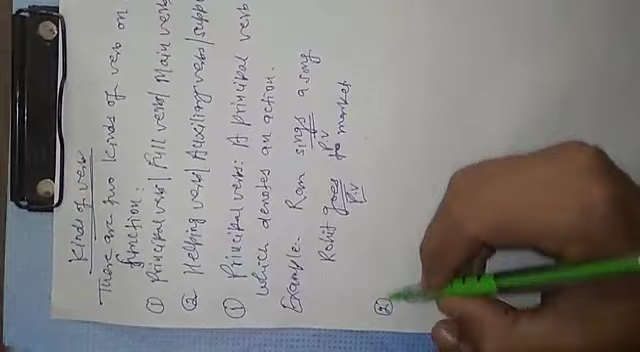 Kinds of verb
There are two kinds of verb on
function:
① Principal verb/ Full verb/ Main verb
② Helping verb/ Auxiliary verb/
① Principal verb: A principal verb
which denotes an action.
Example. Ram sings a song
P.V
Rohit goes to market
P.V
②